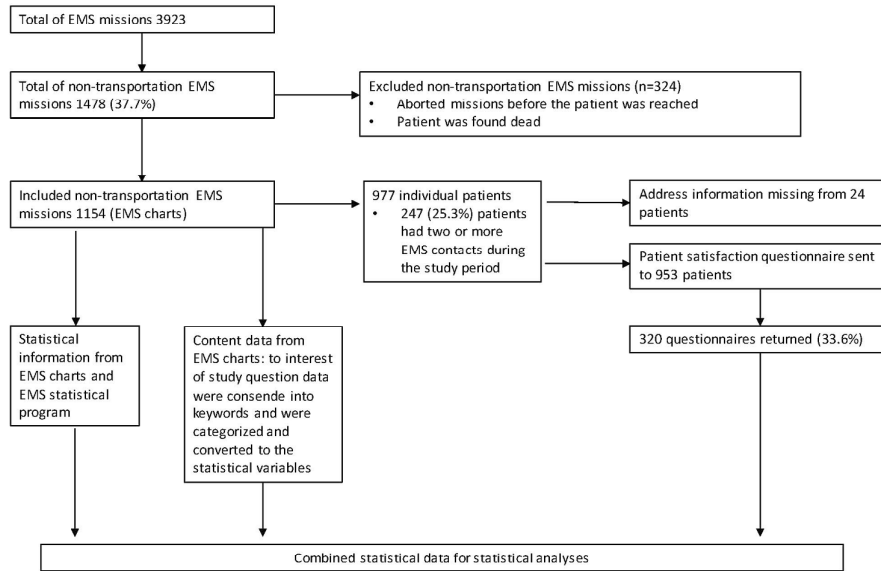 Total of EMS missions 3923
Total of non-transportation EMS
missions 1478 (37.7%)
Excluded non-transportation EMS missions (n=324)
• Aborted missions before the patient was reached
• Patient was found dead
Included non-transportation EMS
missions 1154 (EMS charts)
977 individual patients
• 247 (25.3%) patients
had two or more
EMS contacts during
the study period
Address information missing from 24
patients
Patient satisfaction questionnaire sent
to 953 patients
320 questionnaires returned (33.6%)
Statistical
information from
EMS charts and
EMS statistical
program
Content data from
EMS charts: to interest
of study question data
were consende into
keywords and were
categorized and
converted to the
statistical variables
Combined statistical data for statistical analyses